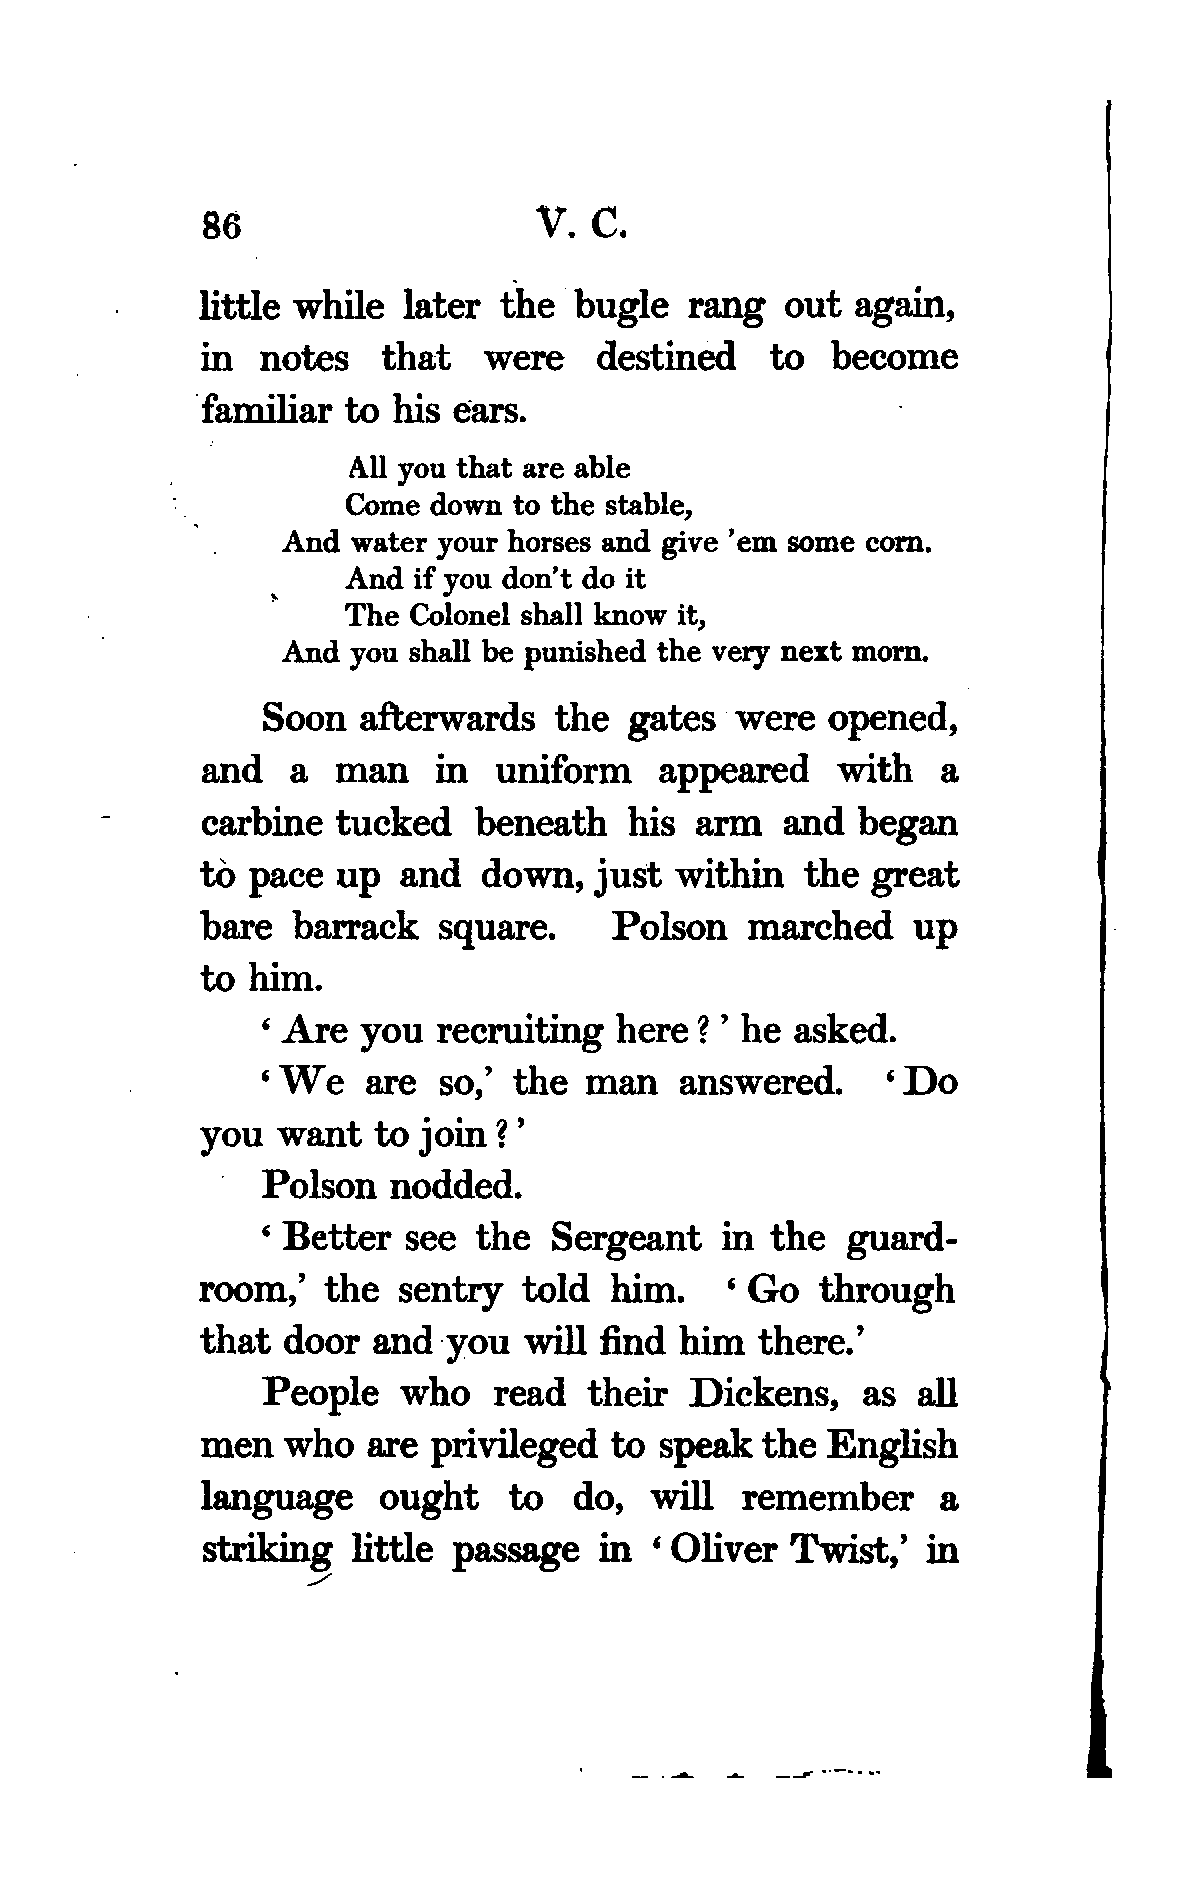 86 V. C.
little while later the bugle rang out again,
in notes that were destined to become
familiar to his ears.
All you that are able
Come down to the stable,
And water your horses and give 'em some corn.
And if you don't do it
The Colonel shall know it,
And you shall be punished the very next morn.
Soon afterwards the gates were opened,
and a man in uniform appeared with a
carbine tucked beneath his arm and began
to pace up and down, just within the great
bare barrack square. Polson marched up
to him.
‘ Are you recruiting here ? ’ he asked.
‘ We are so,’ the man answered. ‘ Do
you want to join ? ’
Polson nodded.
‘ Better see the Sergeant in the guard-
room,’ the sentry told him. ‘ Go through
that door and you will find him there.’
People who read their Dickens, as all
men who are privileged to speak the English
language ought to do, will remember a
striking little passage in ‘ Oliver Twist,’ in